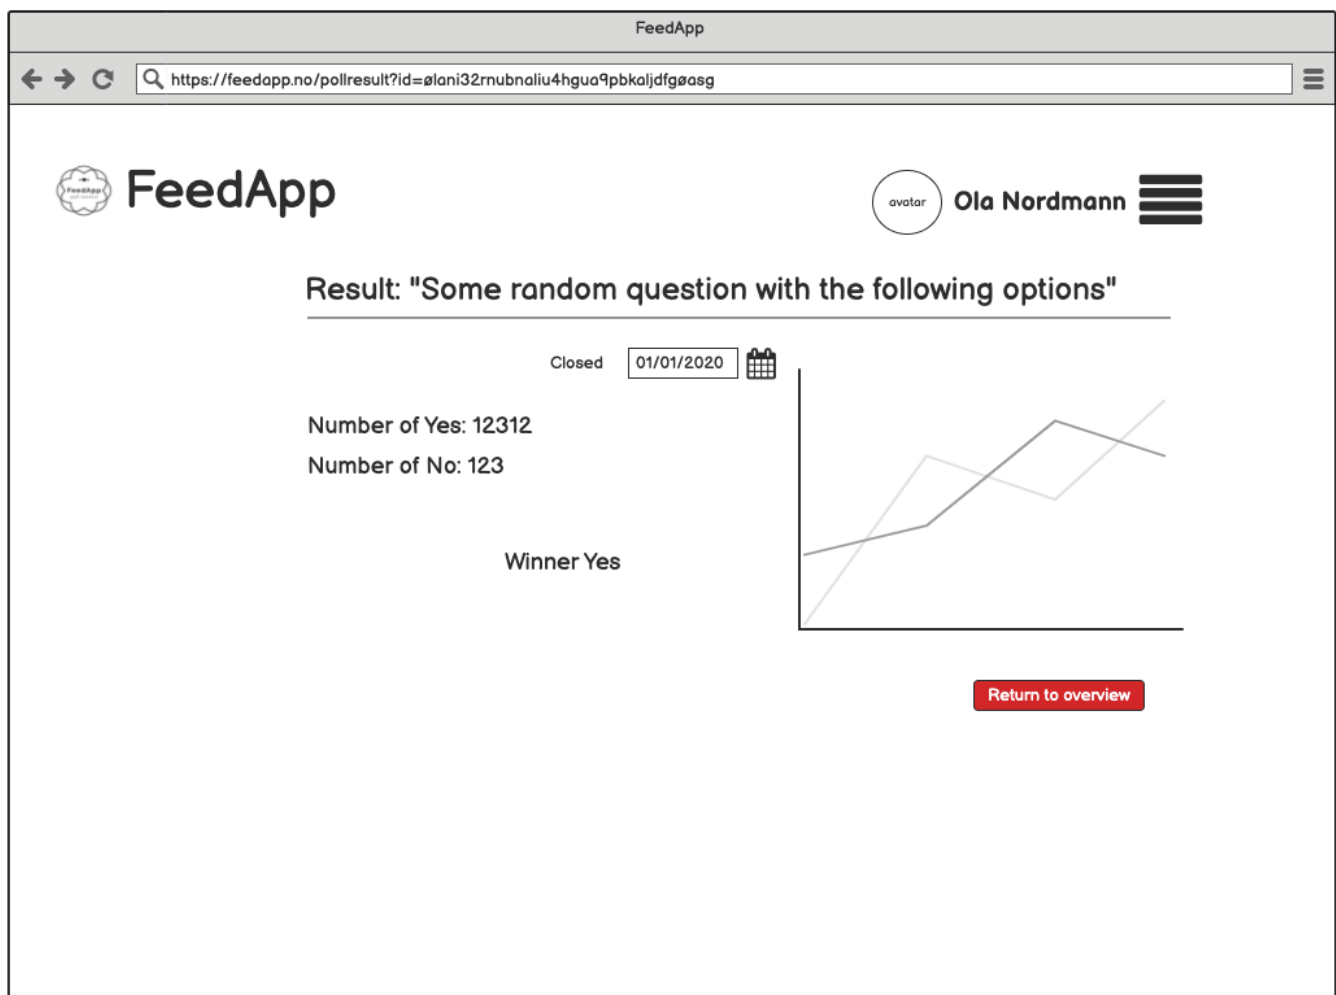 FeedApp
https://feedapp.no/pollresult?id=ølani32rnubnaliu4hgua9pbkaljdfgøasg
FeedApp
FeedApp
avatar
Ola Nordmann
Result: "Some random question with the following options"
Closed
01/01/2020
Number of Yes: 12312
Number of No: 123
Winner Yes
Return to overview